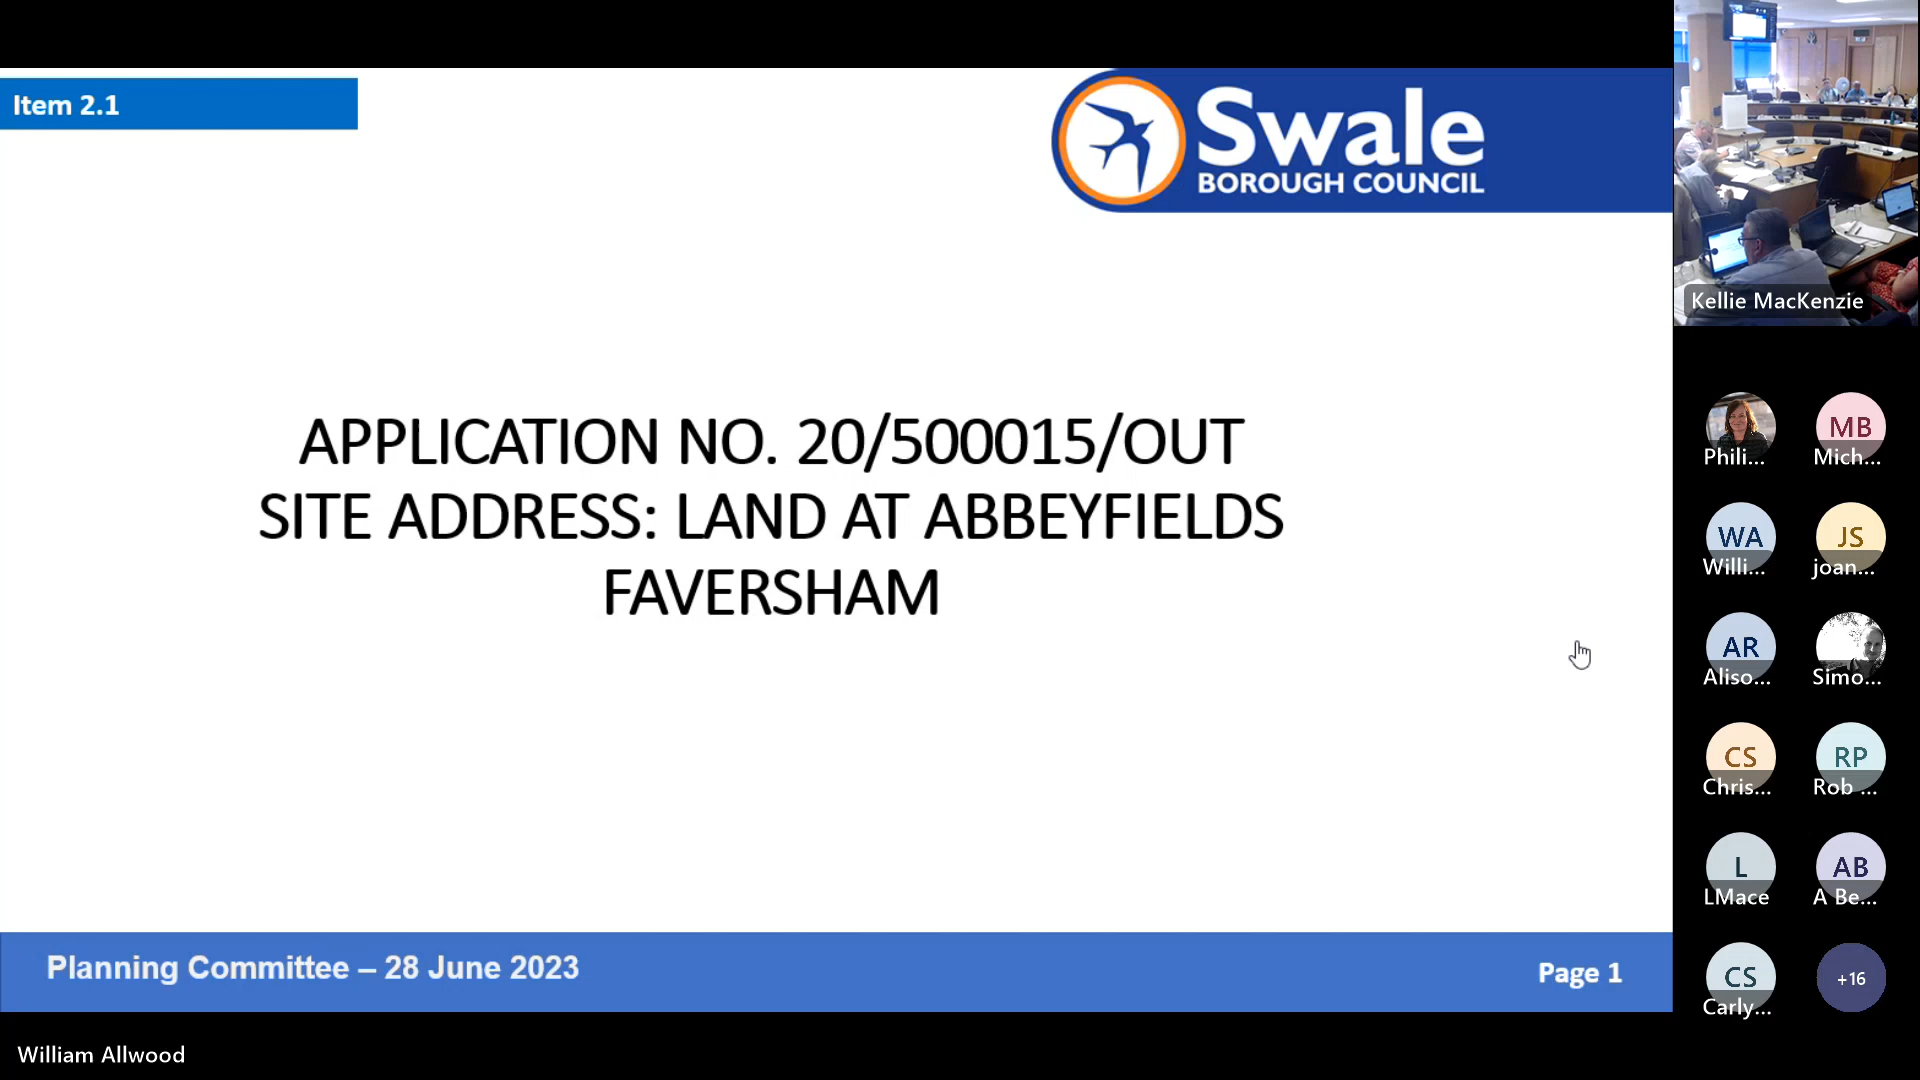 Item 2.1
Swale
BOROUGH COUNCIL
APPLICATION NO. 20/500015/OUT
SITE ADDRESS: LAND AT ABBEYFIELDS
FAVERSHAM
Planning Committee – 28 June 2023
Page 1
William Allwood
Kellie MacKenzie
Phili...
MB
Mich...
WA
Willi...
JS
joan...
AR
Aliso...
Simo...
CS
Chris...
RP
Rob ...
L
LMace
AB
A Be...
CS
Carly...
+16